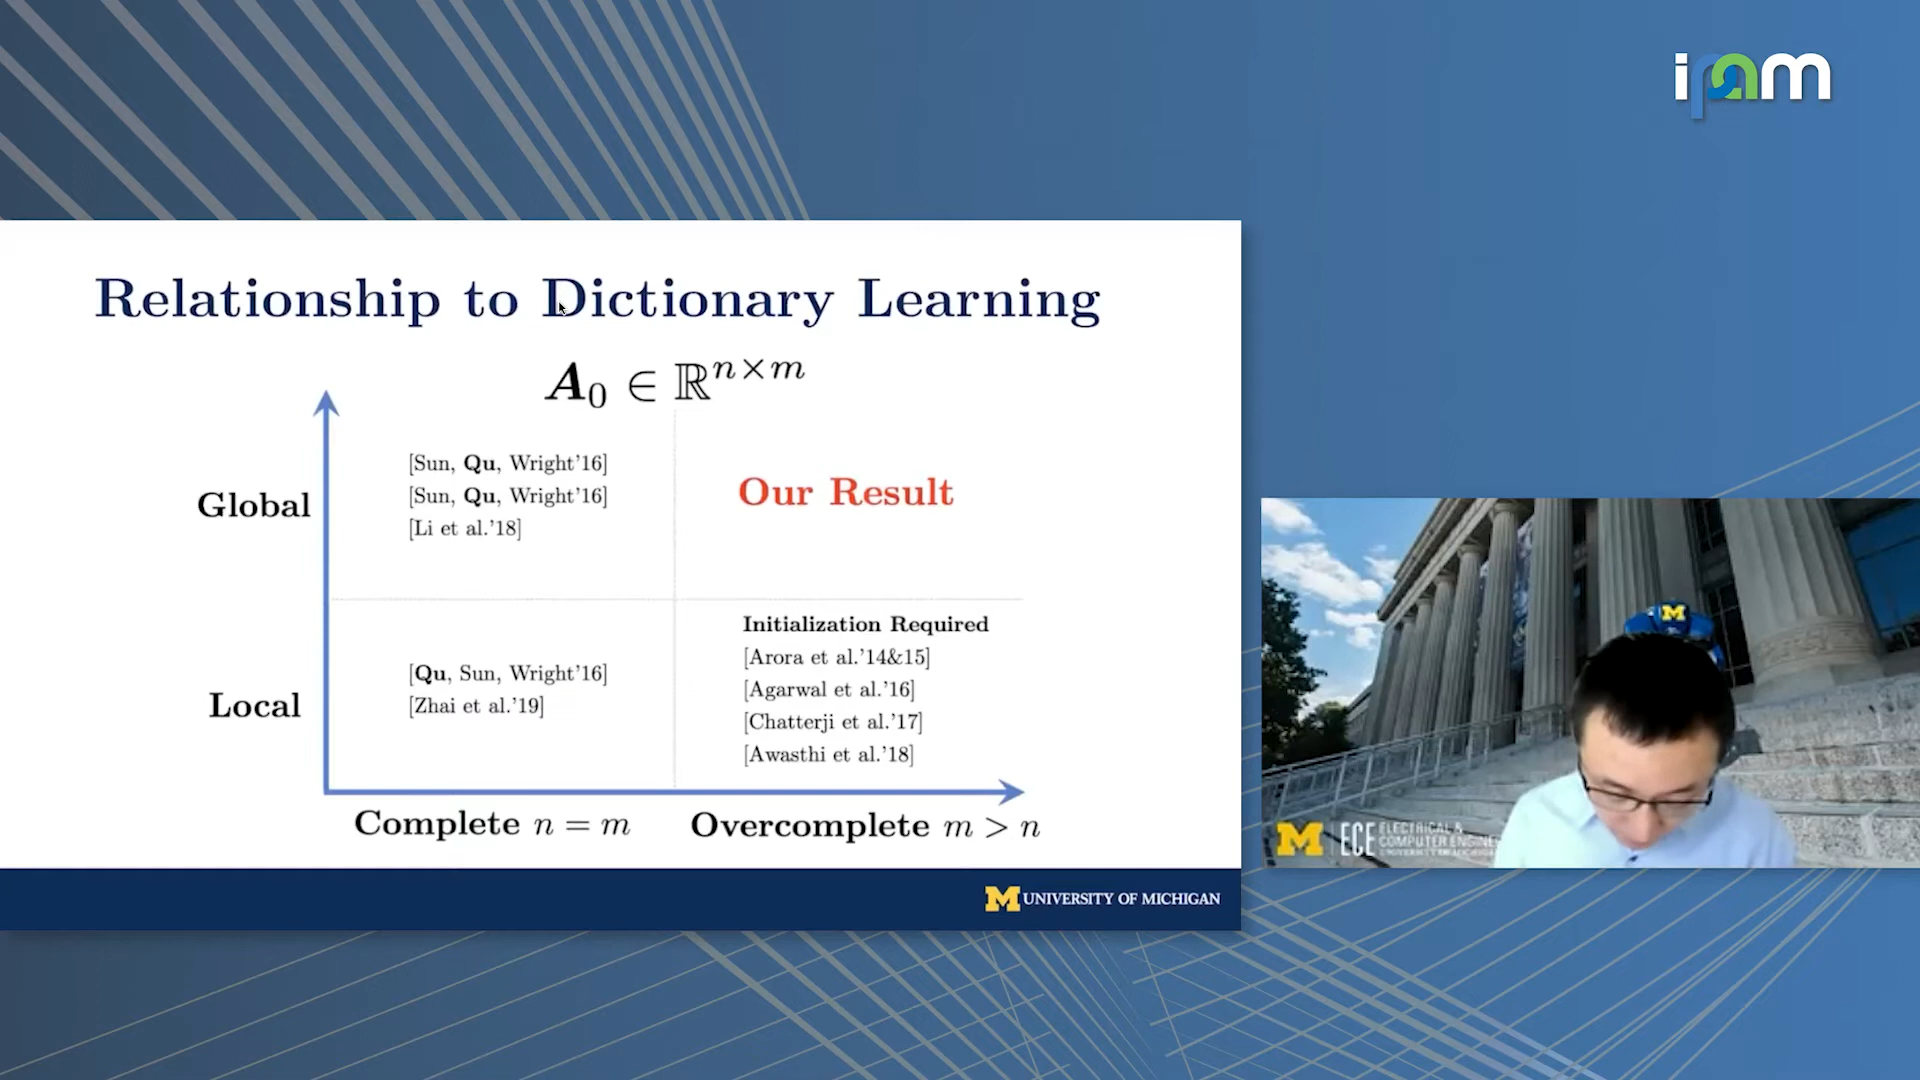 ipam
Relationship to Dictionary Learning
A₀ ∈ ℝⁿˣᵐ
Global
[Sun, Qu, Wright'16]
[Sun, Qu, Wright'16]
[Li et al.'18]
Our Result
Local
[Qu, Sun, Wright'16]
[Zhai et al.'19]
Initialization Required
[Arora et al.'14&15]
[Agarwal et al.'16]
[Chatterji et al.'17]
[Awasthi et al.'18]
Complete n = m
Overcomplete m > n
M UNIVERSITY OF MICHIGAN
M
M ECE
ELECTRICAL &
COMPUTER ENGINE